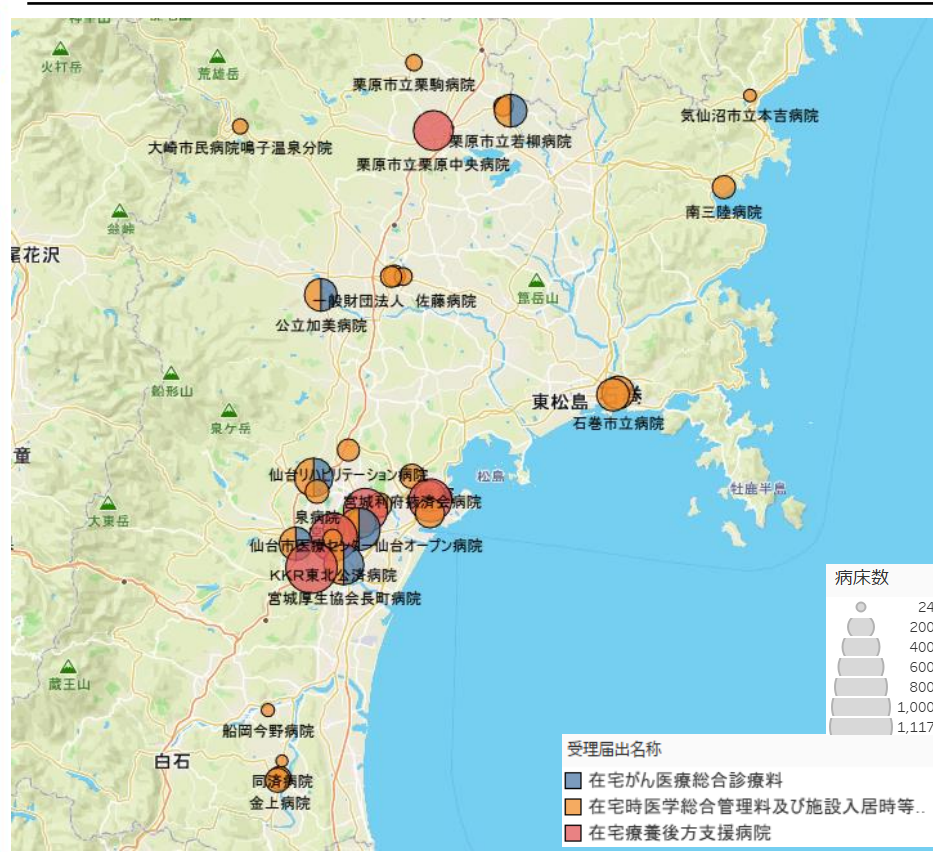 火打岳
荒雄岳
栗原市立栗駒病院
気仙沼市立本吉病院
大崎市民病院鳴子温泉分院
栗原市立若柳病院
栗原市立栗原中央病院
南三陸病院
翁峠
尾花沢
一般財団法人 佐藤病院
箟岳山
公立加美病院
船形山
東松島
石巻市立病院
泉ケ岳
童
仙台リハビリテーション病院
松島
牡鹿半島
宮城利府掖済会病院
大東岳
泉病院
仙台市医療センター仙台オープン病院
KKR東北公済病院
宮城厚生協会長町病院
蔵王山
船岡今野病院
白石
同済病院
金上病院
病床数
24
200
400
600
800
1,000
1,117
受理届出名称
在宅がん医療総合診療料
在宅時医学総合管理料及び施設入居時等..
在宅療養後方支援病院